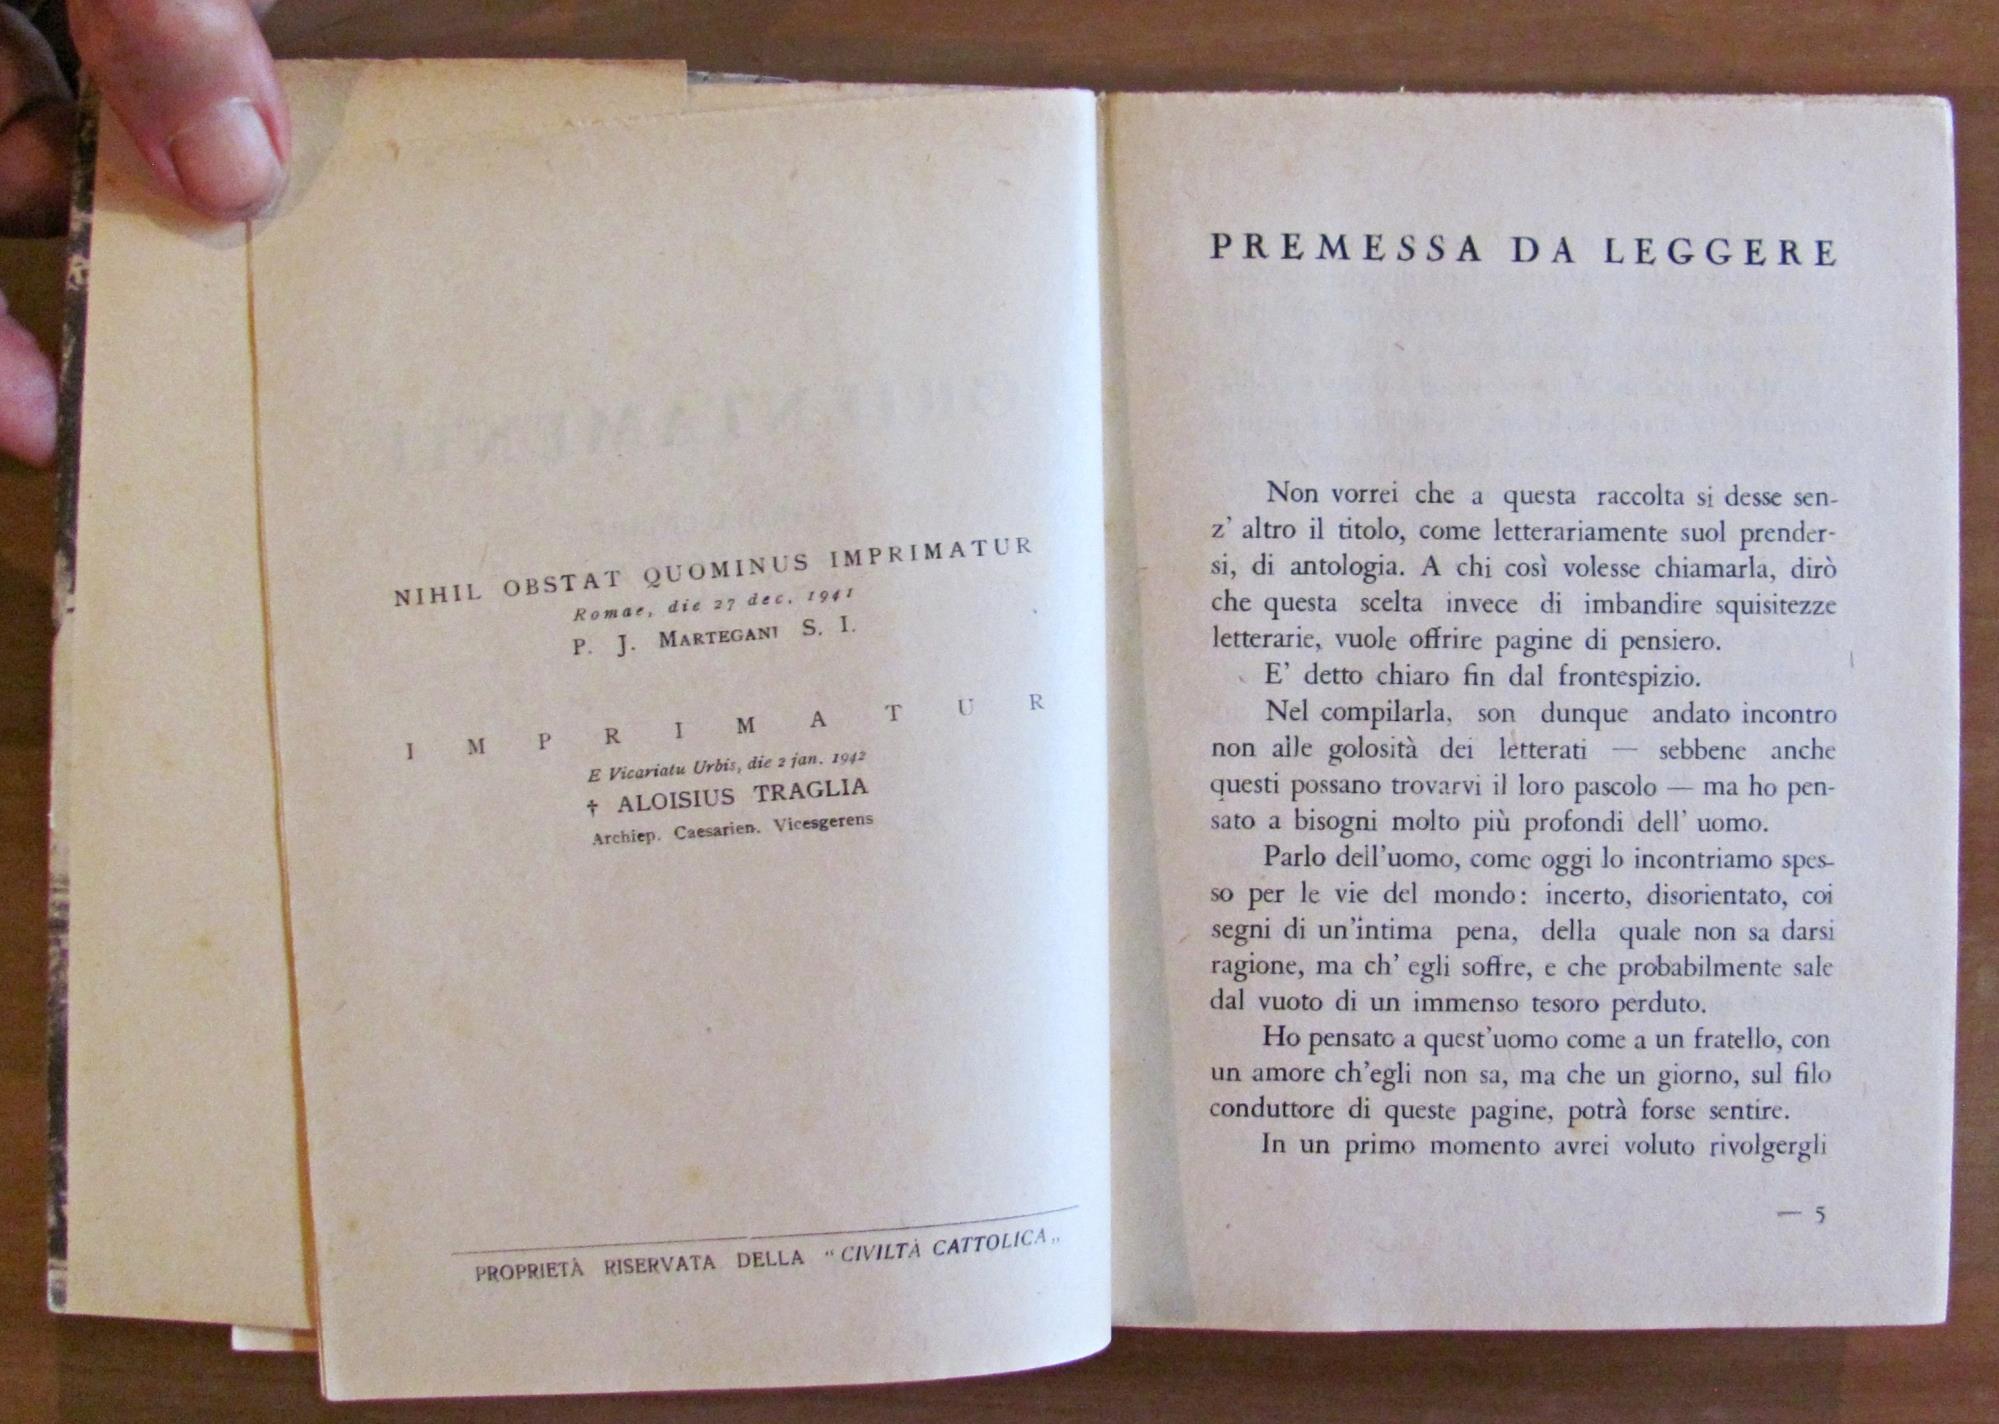 NIHIL OBSTAT QUOMINUS IMPRIMATUR
Romae, die 27 dec. 1941
P. J. MARTEGANI S. I.
I M P R I M A T U R
E Vicariatu Urbis, die 2 jan. 1942
† ALOISIUS TRAGLIA
Archiep. Caesarien. Vicesgerens
PROPRIETÀ RISERVATA DELLA "CIVILTÀ CATTOLICA„
PREMESSA DA LEGGERE
Non vorrei che a questa raccolta si desse sen-
z' altro il titolo, come letterariamente suol prender-
si, di antologia. A chi così volesse chiamarla, dirò
che questa scelta invece di imbandire squisitezze
letterarie, vuole offrire pagine di pensiero.
E' detto chiaro fin dal frontespizio.
Nel compilarla, son dunque andato incontro
non alle golosità dei letterati — sebbene anche
questi possano trovarvi il loro pascolo — ma ho pen-
sato a bisogni molto più profondi dell' uomo.
Parlo dell'uomo, come oggi lo incontriamo spes-
so per le vie del mondo: incerto, disorientato, coi
segni di un'intima pena, della quale non sa darsi
ragione, ma ch' egli soffre, e che probabilmente sale
dal vuoto di un immenso tesoro perduto.
Ho pensato a quest'uomo come a un fratello, con
un amore ch'egli non sa, ma che un giorno, sul filo
conduttore di queste pagine, potrà forse sentire.
In un primo momento avrei voluto rivolgergli
— 5